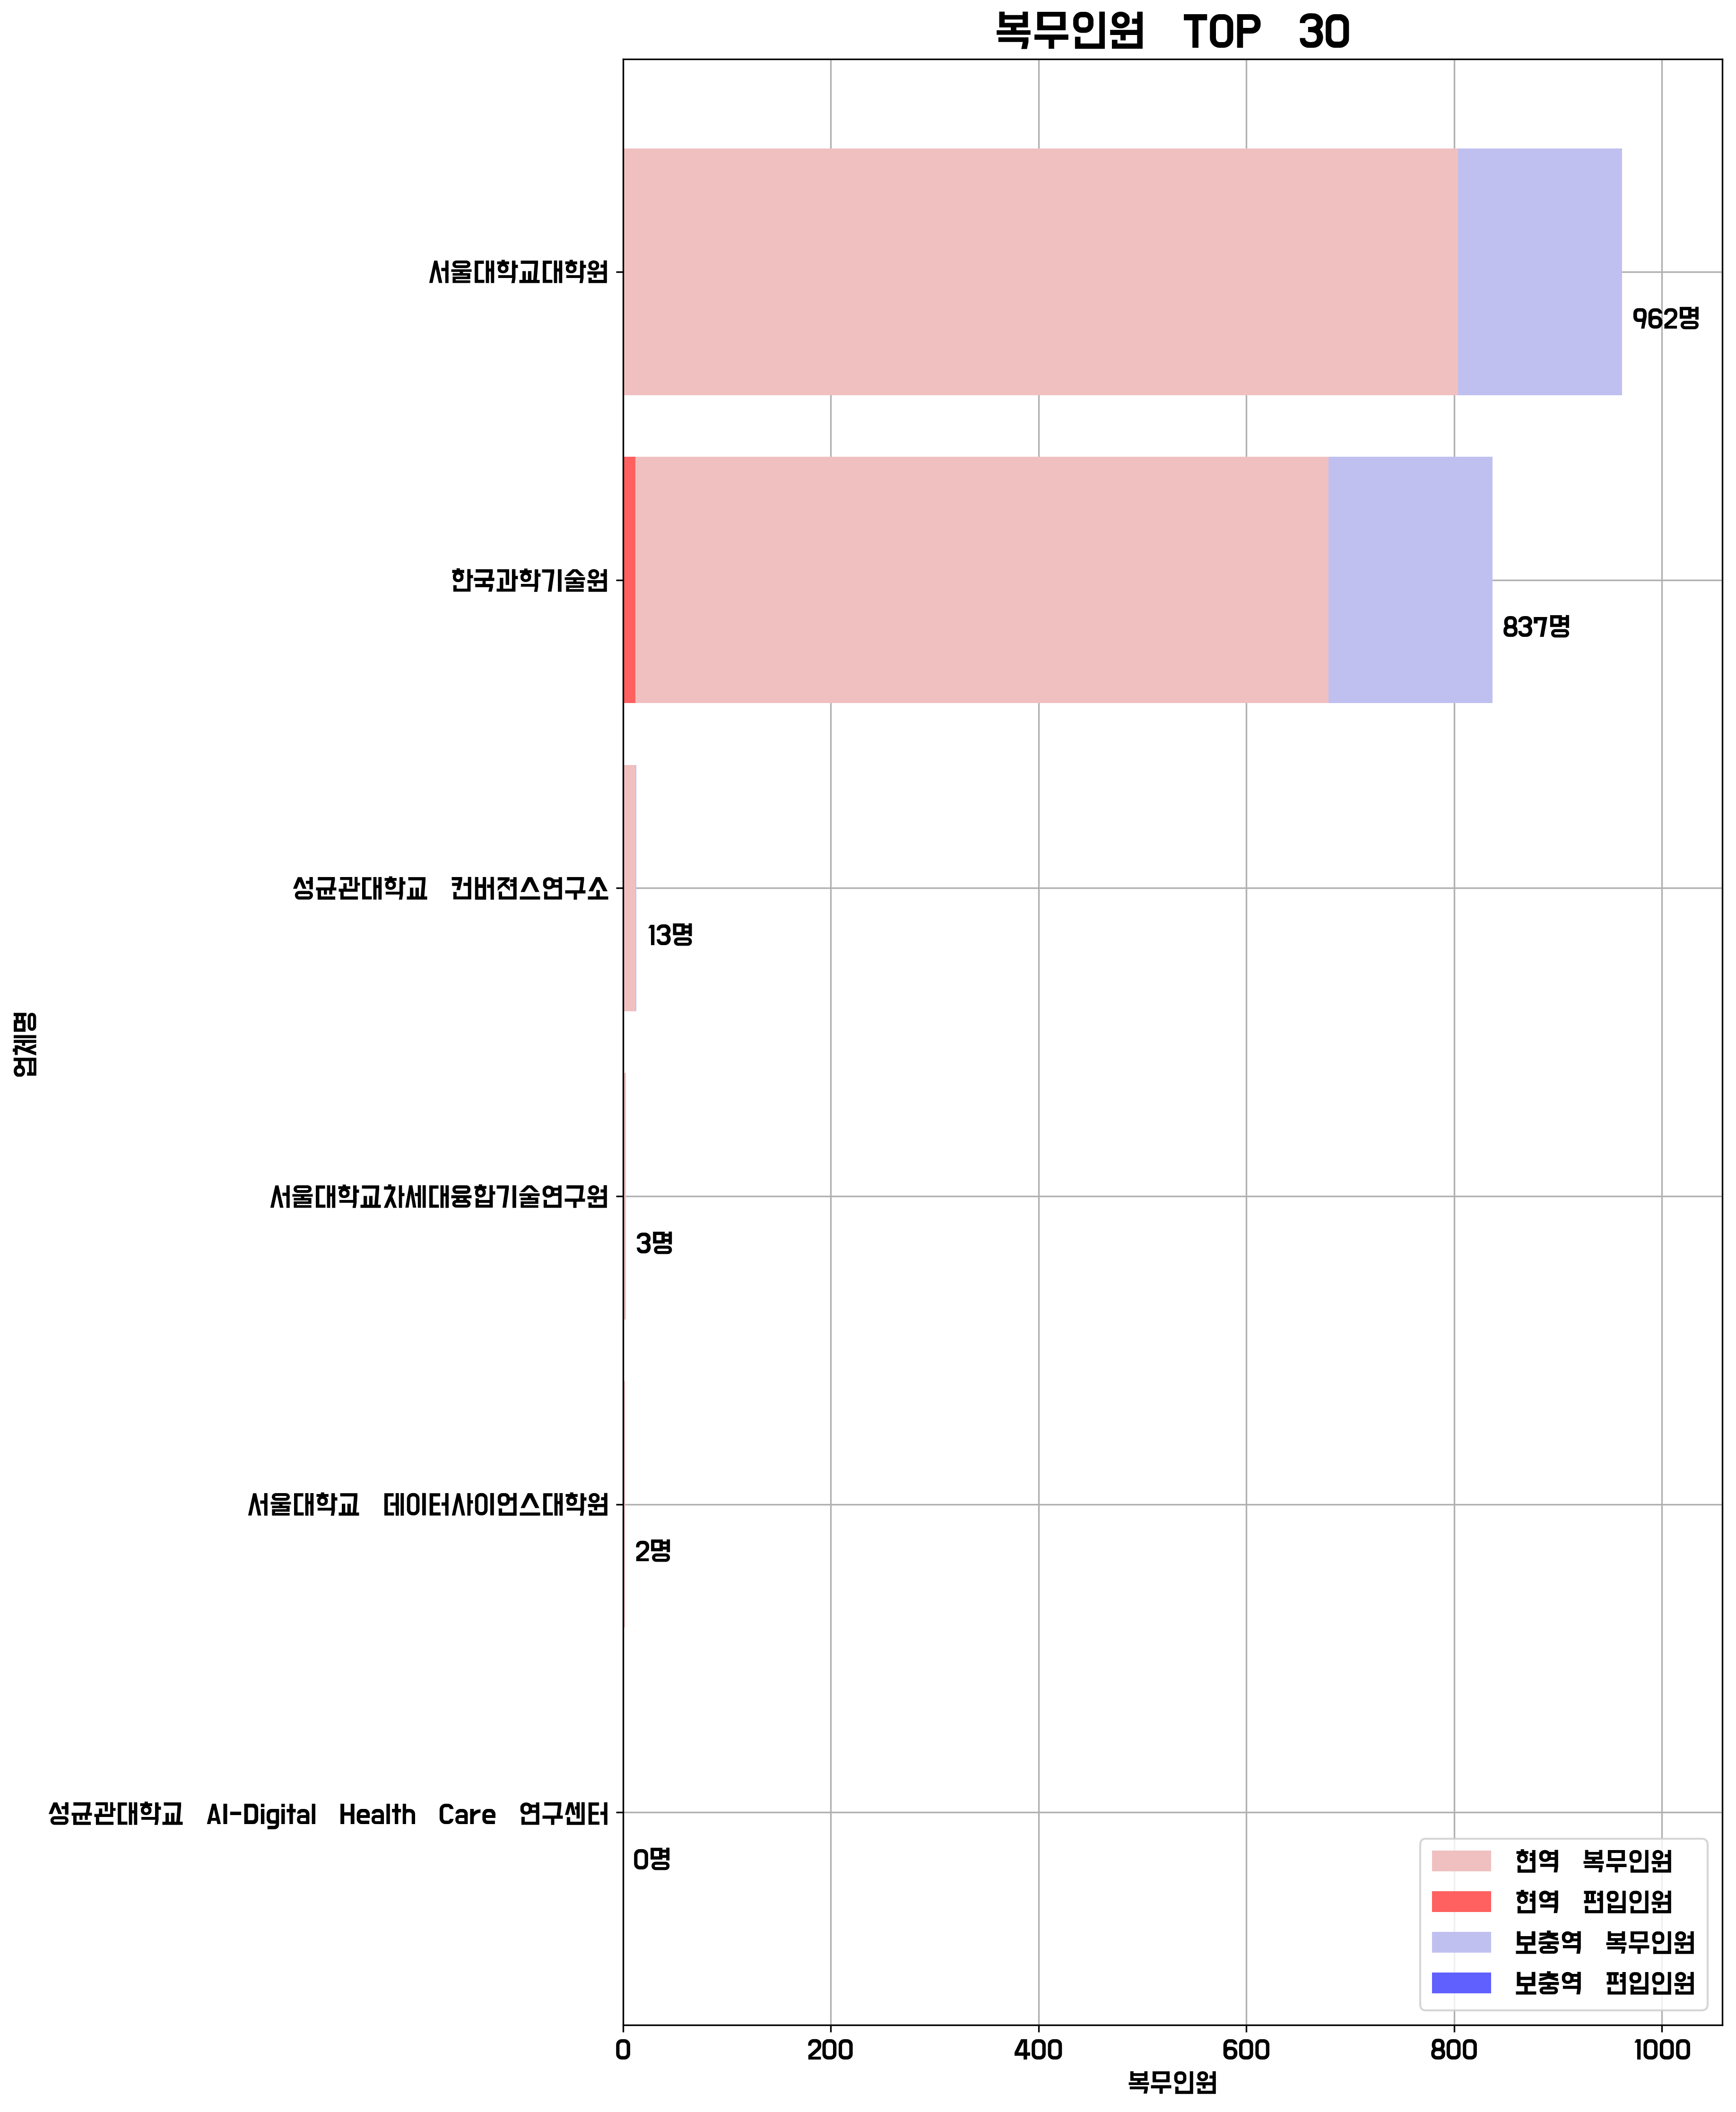 복무인원 TOP 30
서울대학교대학원
962명
한국과학기술원
837명
성균관대학교 컨버젼스연구소
13명
업체명
서울대학교차세대융합기술연구원
3명
서울대학교 데이터사이언스대학원
2명
성균관대학교 AI-Digital Health Care 연구센터
0명
현역 복무인원
현역 편입인원
보충역 복무인원
보충역 편입인원
0 200 400 600 800 1000
복무인원